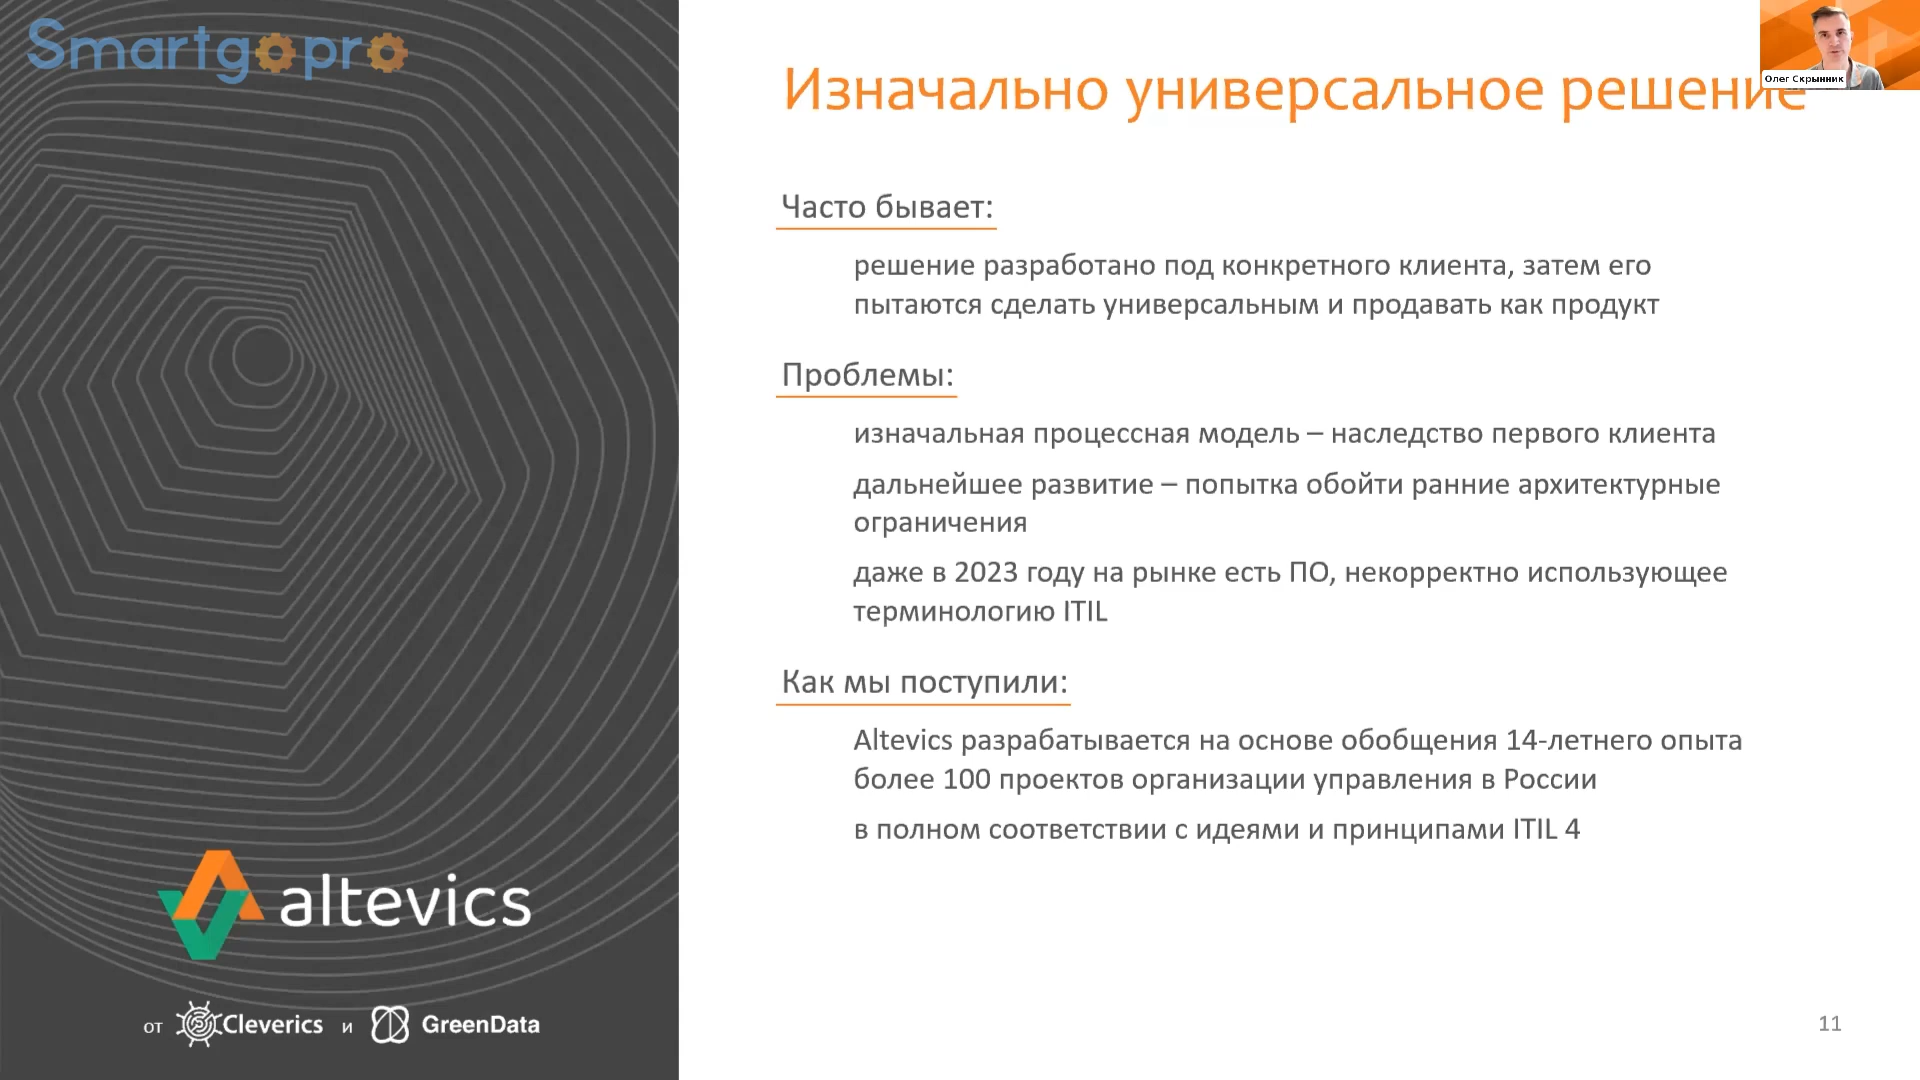 Smartgopro
Изначально универсальное решение
Олег Скрынник
Часто бывает:
решение разработано под конкретного клиента, затем его
пытаются сделать универсальным и продавать как продукт
Проблемы:
изначальная процессная модель – наследство первого клиента
дальнейшее развитие – попытка обойти ранние архитектурные
ограничения
даже в 2023 году на рынке есть ПО, некорректно использующее
терминологию ITIL
Как мы поступили:
Altevics разрабатывается на основе обобщения 14-летнего опыта
более 100 проектов организации управления в России
в полном соответствии с идеями и принципами ITIL 4
altevics
от Cleverics и GreenData
11